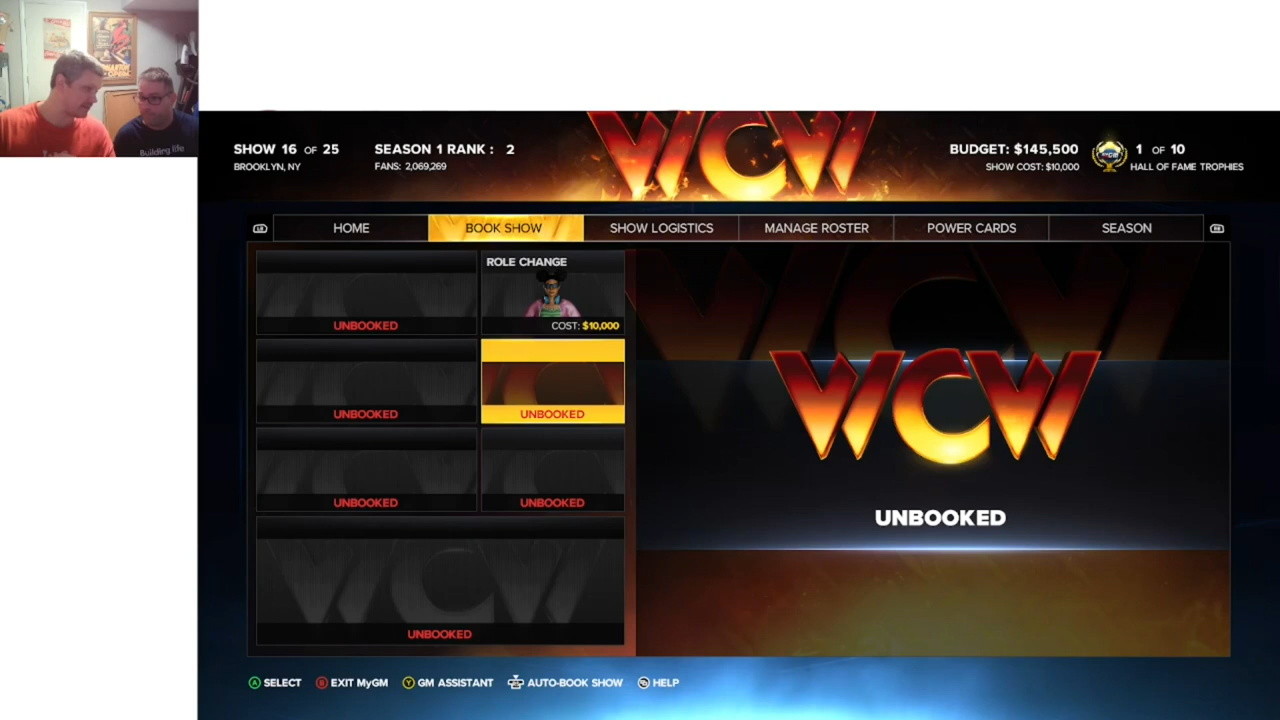 Building life
WCW
SHOW 16 OF 25
BROOKLYN, NY
SEASON 1 RANK : 2
FANS: 2,069,269
BUDGET: $145,500
SHOW COST: $10,000
1 OF 10
HALL OF FAME TROPHIES
HOME
BOOK SHOW
SHOW LOGISTICS
MANAGE ROSTER
POWER CARDS
SEASON
UNBOOKED
ROLE CHANGE
COST: $10,000
UNBOOKED
UNBOOKED
UNBOOKED
UNBOOKED
UNBOOKED
WCW
UNBOOKED
A SELECT
B EXIT MyGM
Y GM ASSISTANT
AUTO-BOOK SHOW
HELP